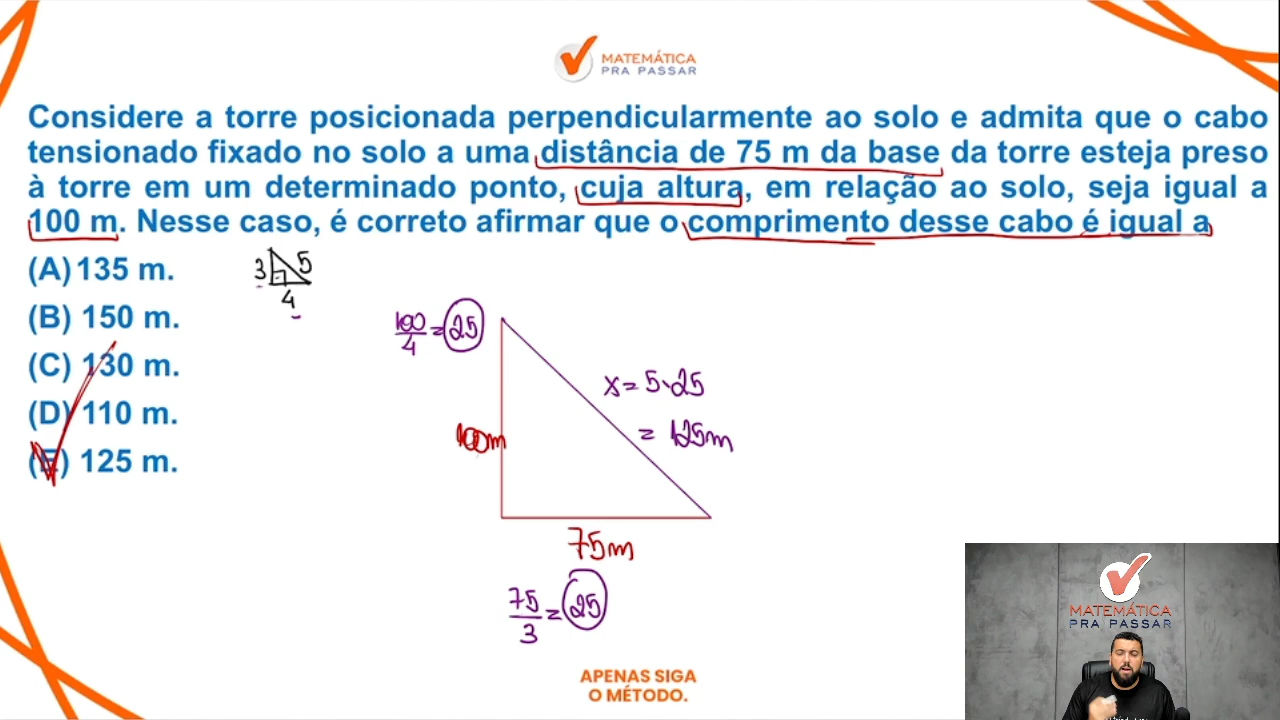 MATEMÁTICA
PRA PASSAR
Considere a torre posicionada perpendicularmente ao solo e admita que o cabo
tensionado fixado no solo a uma distância de 75 m da base da torre esteja preso
à torre em um determinado ponto, cuja altura, em relação ao solo, seja igual a
100 m. Nesse caso, é correto afirmar que o comprimento desse cabo é igual a
(A) 135 m.
3 5
4
(B) 150 m.
100/4 = 25
(C) 130 m.
x = 5·25
(D) 110 m.
100m
= 125m
(E) 125 m.
75m
75/3 = 25
MATEMÁTICA
PRA PASSAR
APENAS SIGA
O MÉTODO.